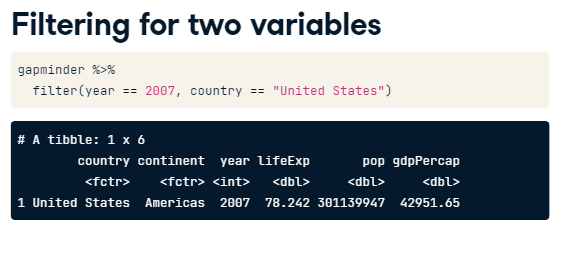 Filtering for two variables
gapminder %>%
  filter(year == 2007, country == "United States")
# A tibble: 1 x 6
        country continent  year lifeExp       pop gdpPercap
         <fctr>    <fctr> <int>   <dbl>     <dbl>     <dbl>
1 United States  Americas  2007  78.242 301139947  42951.65